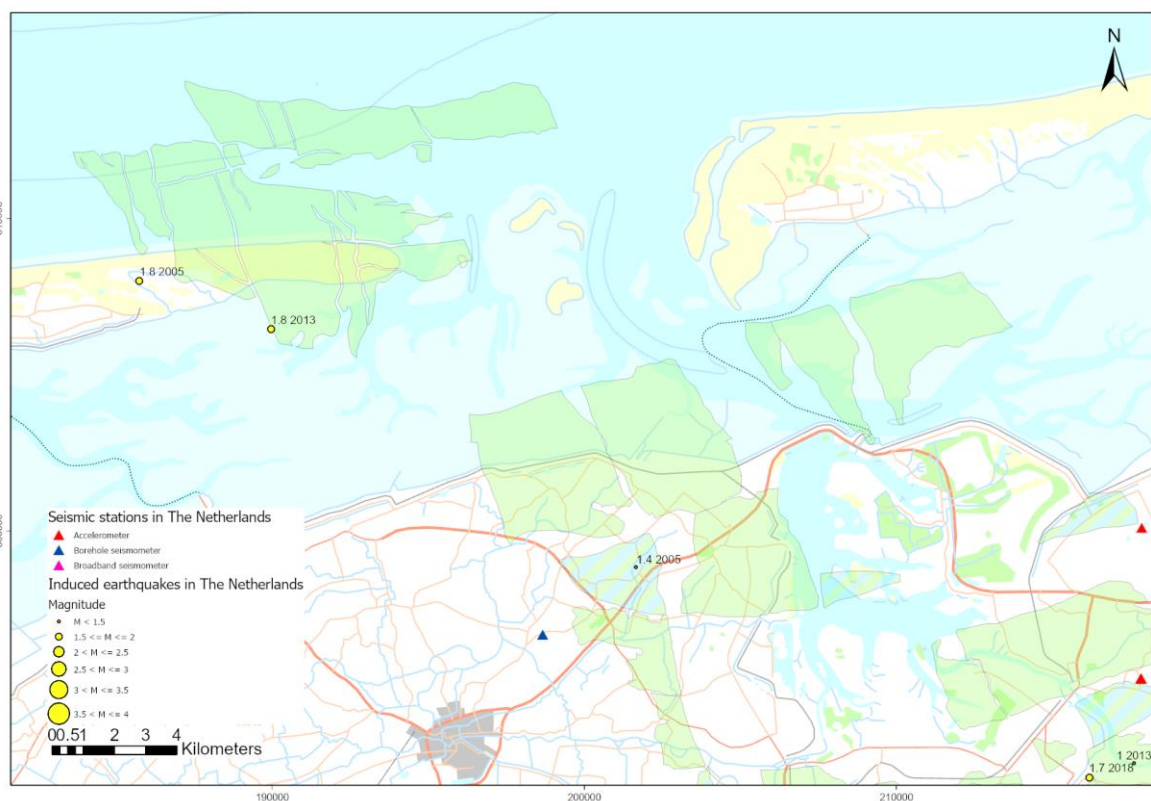 N
1.8 2005
1.8 2013
1.4 2005
Seismic stations in The Netherlands
Accelerometer
Borehole seismometer
Broadband seismometer
Induced earthquakes in The Netherlands
Magnitude
M < 1.5
1.5 <= M <= 2
2 < M <= 2.5
2.5 < M <= 3
3 < M <= 3.5
3.5 < M <= 4
00.51 2 3 4
Kilometers
1 2013
1.7 2018
190000 200000 210000